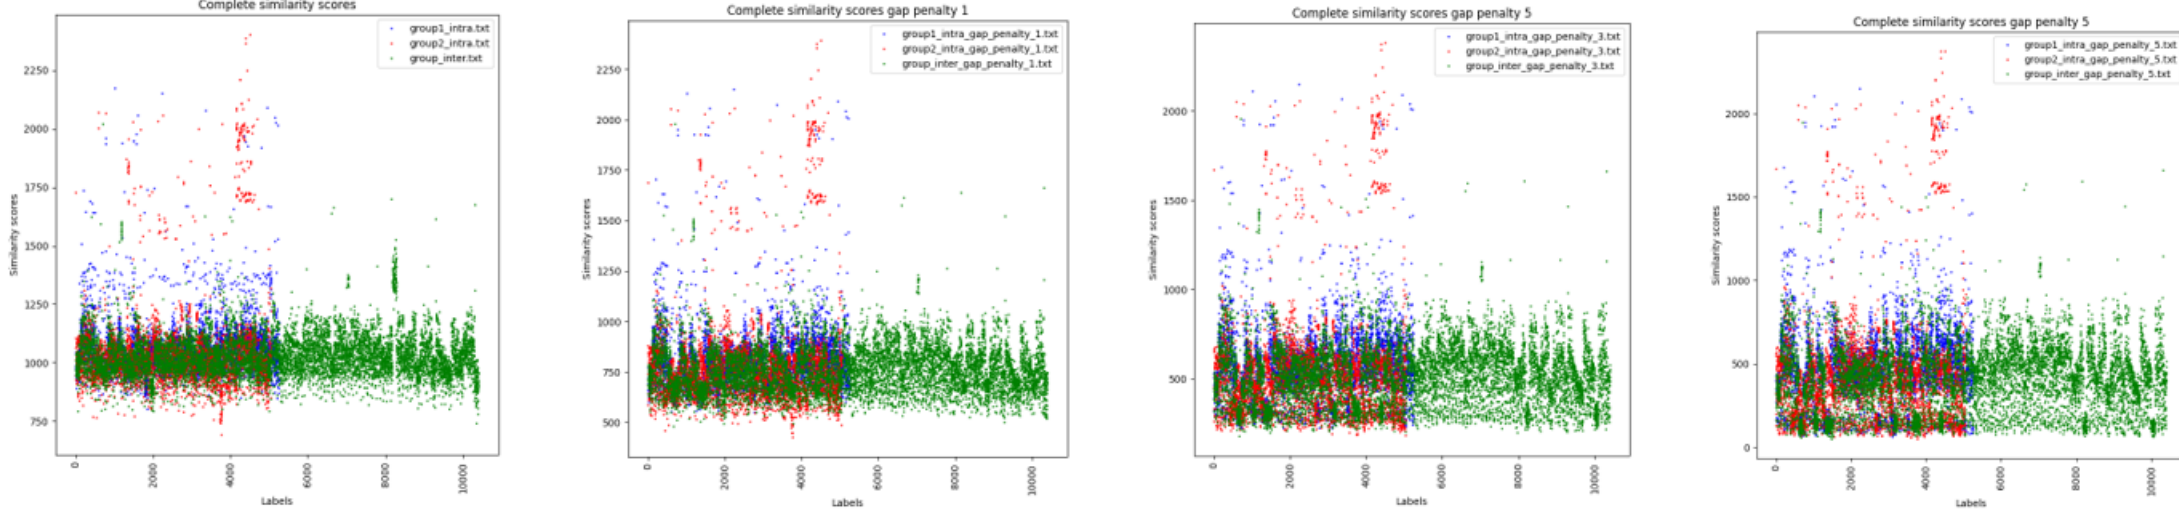 Complete similarity scores
group1_intra.txt
group2_intra.txt
group_inter.txt
2250
2000
1750
1500
1250
1000
750
Similarity scores
0
2000
4000
6000
8000
10000
Labels
Complete similarity scores gap penalty 1
group1_intra_gap_penalty_1.txt
group2_intra_gap_penalty_1.txt
group_inter_gap_penalty_1.txt
2250
2000
1750
1500
1250
1000
750
500
Similarity scores
0
2000
4000
6000
8000
10000
Labels
Complete similarity scores gap penalty 5
group1_intra_gap_penalty_3.txt
group2_intra_gap_penalty_3.txt
group_inter_gap_penalty_3.txt
2000
1500
1000
500
Similarity scores
0
2000
4000
6000
8000
10000
Labels
Complete similarity scores gap penalty 5
group1_intra_gap_penalty_5.txt
group2_intra_gap_penalty_5.txt
group_inter_gap_penalty_5.txt
2000
1500
1000
500
0
Similarity scores
0
2000
4000
6000
8000
10000
Labels